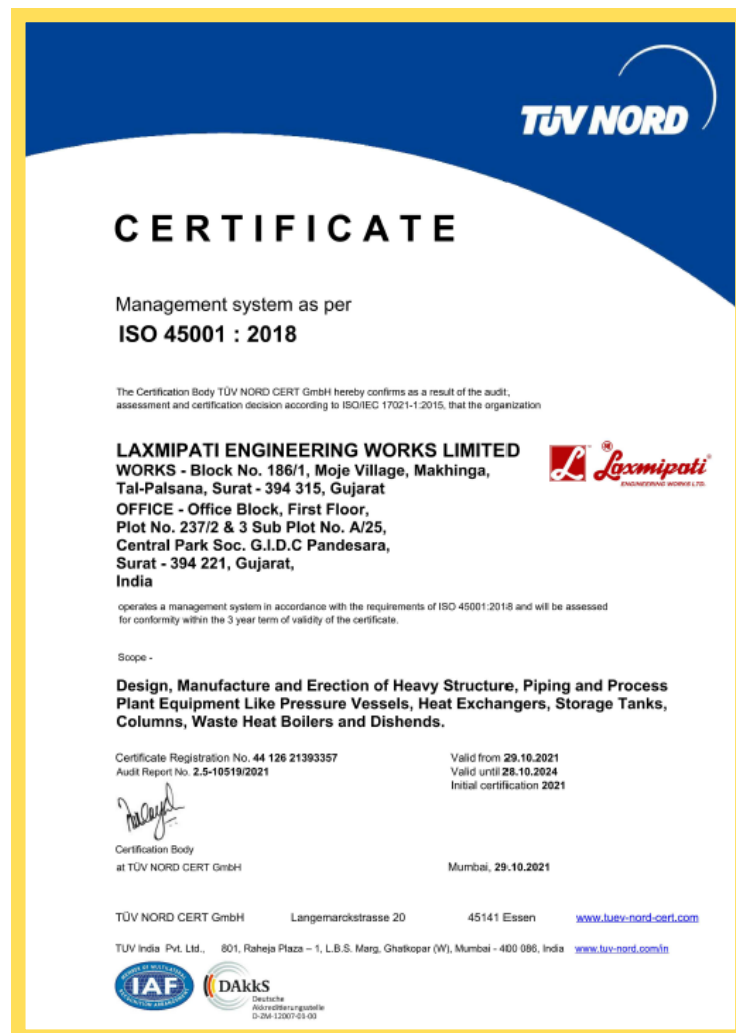 TÜV NORD
CERTIFICATE
Management system as per
ISO 45001 : 2018
The Certification Body TÜV NORD CERT GmbH hereby confirms as a result of the audit,
assessment and certification decision according to ISO/IEC 17021-1:2015, that the organization
LAXMIPATI ENGINEERING WORKS LIMITED
WORKS - Block No. 186/1, Moje Village, Makhinga,
Tal-Palsana, Surat - 394 315, Gujarat
OFFICE - Office Block, First Floor,
Plot No. 237/2 & 3 Sub Plot No. A/25,
Central Park Soc. G.I.D.C Pandesara,
Surat - 394 221, Gujarat,
India
L Laxmipati®
ENGINEERING WORKS LTD.
operates a management system in accordance with the requirements of ISO 45001:2018 and will be assessed
for conformity within the 3 year term of validity of the certificate.
Scope -
Design, Manufacture and Erection of Heavy Structure, Piping and Process
Plant Equipment Like Pressure Vessels, Heat Exchangers, Storage Tanks,
Columns, Waste Heat Boilers and Dishends.
Certificate Registration No. 44 126 21393357
Audit Report No. 2.5-10519/2021
Valid from 29.10.2021
Valid until 28.10.2024
Initial certification 2021
Certification Body
at TÜV NORD CERT GmbH
Mumbai, 29.10.2021
TÜV NORD CERT GmbH Langemarckstrasse 20 45141 Essen www.tuev-nord-cert.com
TUV India Pvt. Ltd., 801, Raheja Plaza – 1, L.B.S. Marg, Ghatkopar (W), Mumbai - 400 086, India www.tuv-nord.com/in
MEMBER OF MULTILATERAL
IAF
RECOGNITION ARRANGEMENT
DAkkS
Deutsche
Akkreditierungsstelle
D-ZM-12007-01-00